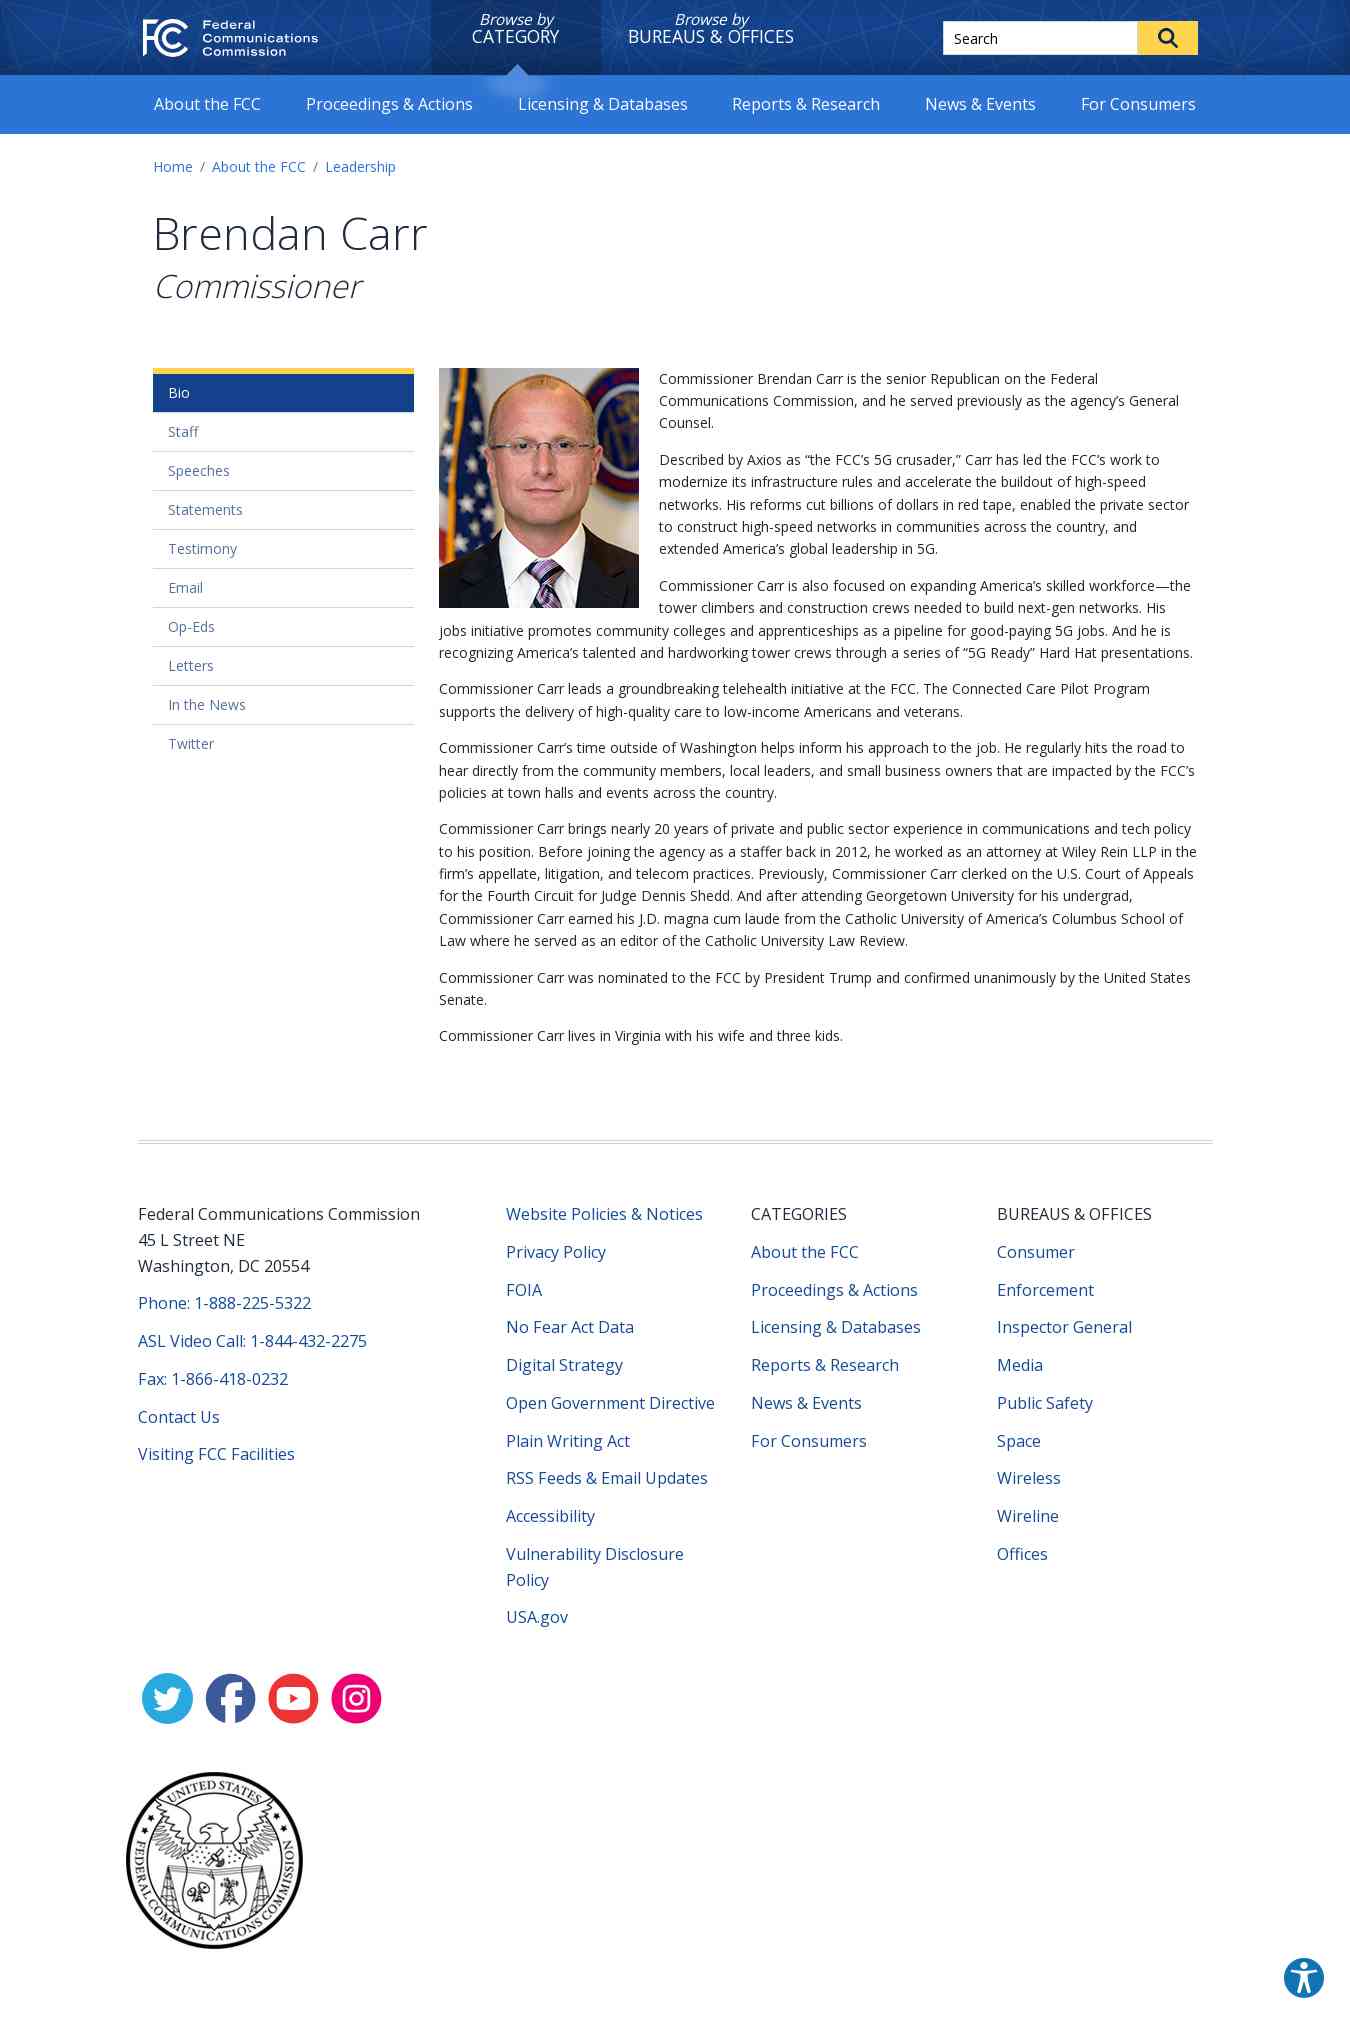 FC Federal
Communications
Commission
Browse by
CATEGORY
Browse by
BUREAUS & OFFICES
Search
About the FCC
Proceedings & Actions
Licensing & Databases
Reports & Research
News & Events
For Consumers
Home / About the FCC / Leadership
Brendan Carr
Commissioner
Bio
Staff
Speeches
Statements
Testimony
Email
Op-Eds
Letters
In the News
Twitter
Commissioner Brendan Carr is the senior Republican on the Federal
Communications Commission, and he served previously as the agency’s General
Counsel.
Described by Axios as “the FCC’s 5G crusader,” Carr has led the FCC’s work to
modernize its infrastructure rules and accelerate the buildout of high-speed
networks. His reforms cut billions of dollars in red tape, enabled the private sector
to construct high-speed networks in communities across the country, and
extended America’s global leadership in 5G.
Commissioner Carr is also focused on expanding America’s skilled workforce—the
tower climbers and construction crews needed to build next-gen networks. His
jobs initiative promotes community colleges and apprenticeships as a pipeline for good-paying 5G jobs. And he is
recognizing America’s talented and hardworking tower crews through a series of “5G Ready” Hard Hat presentations.
Commissioner Carr leads a groundbreaking telehealth initiative at the FCC. The Connected Care Pilot Program
supports the delivery of high-quality care to low-income Americans and veterans.
Commissioner Carr’s time outside of Washington helps inform his approach to the job. He regularly hits the road to
hear directly from the community members, local leaders, and small business owners that are impacted by the FCC’s
policies at town halls and events across the country.
Commissioner Carr brings nearly 20 years of private and public sector experience in communications and tech policy
to his position. Before joining the agency as a staffer back in 2012, he worked as an attorney at Wiley Rein LLP in the
firm’s appellate, litigation, and telecom practices. Previously, Commissioner Carr clerked on the U.S. Court of Appeals
for the Fourth Circuit for Judge Dennis Shedd. And after attending Georgetown University for his undergrad,
Commissioner Carr earned his J.D. magna cum laude from the Catholic University of America’s Columbus School of
Law where he served as an editor of the Catholic University Law Review.
Commissioner Carr was nominated to the FCC by President Trump and confirmed unanimously by the United States
Senate.
Commissioner Carr lives in Virginia with his wife and three kids.
Federal Communications Commission
45 L Street NE
Washington, DC 20554
Phone: 1-888-225-5322
ASL Video Call: 1-844-432-2275
Fax: 1-866-418-0232
Contact Us
Visiting FCC Facilities
Website Policies & Notices
Privacy Policy
FOIA
No Fear Act Data
Digital Strategy
Open Government Directive
Plain Writing Act
RSS Feeds & Email Updates
Accessibility
Vulnerability Disclosure
Policy
USA.gov
CATEGORIES
About the FCC
Proceedings & Actions
Licensing & Databases
Reports & Research
News & Events
For Consumers
BUREAUS & OFFICES
Consumer
Enforcement
Inspector General
Media
Public Safety
Space
Wireless
Wireline
Offices
UNITED STATES
FEDERAL COMMUNICATIONS COMMISSION